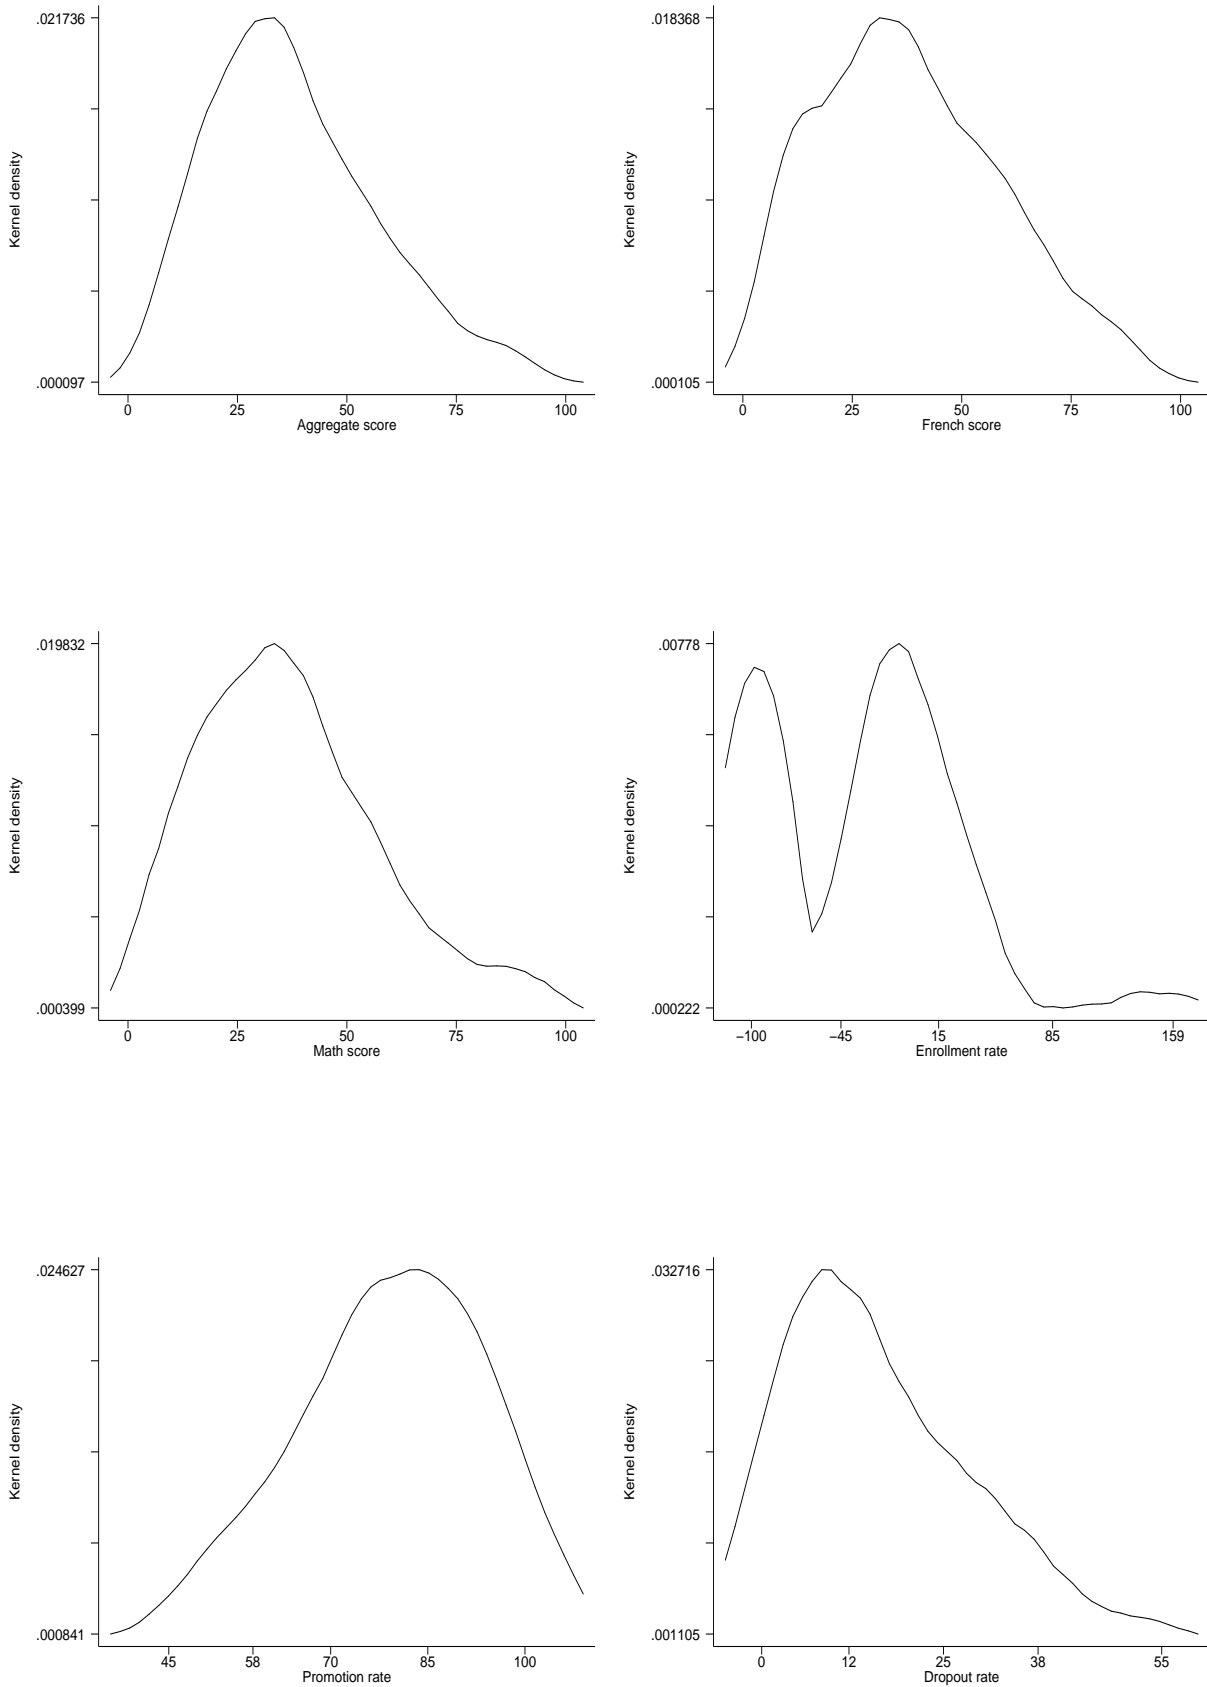 .021736
Kernel density
.000097
0 25 50 75 100
Aggregate score
.018368
Kernel density
.000105
0 25 50 75 100
French score
.019832
Kernel density
.000399
0 25 50 75 100
Math score
.00778
Kernel density
.000222
−100 −45 15 85 159
Enrollment rate
.024627
Kernel density
.000841
45 58 70 85 100
Promotion rate
.032716
Kernel density
.001105
0 12 25 38 55
Dropout rate